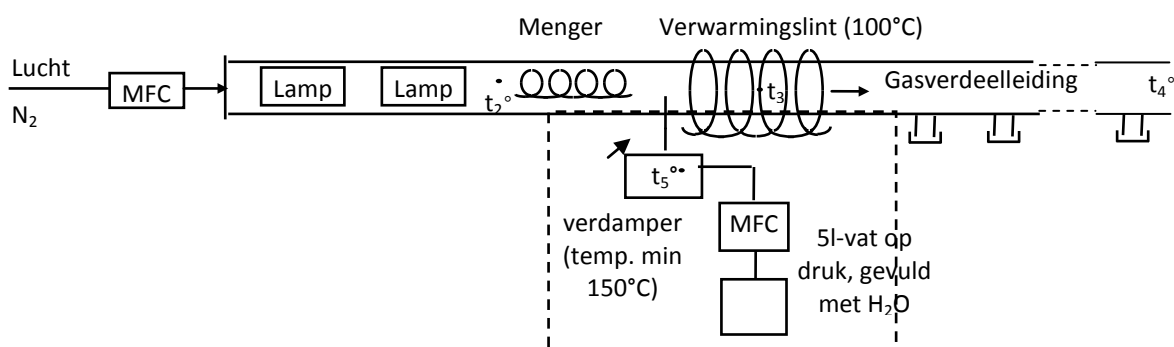 Menger
Verwarmingslint (100°C)
Lucht
N₂
MFC
Lamp
Lamp
t₂°
t₃
Gasverdeelleiding
t₄°
t₅°
verdamper
(temp. min
150°C)
MFC
5l-vat op
druk, gevuld
met H₂O